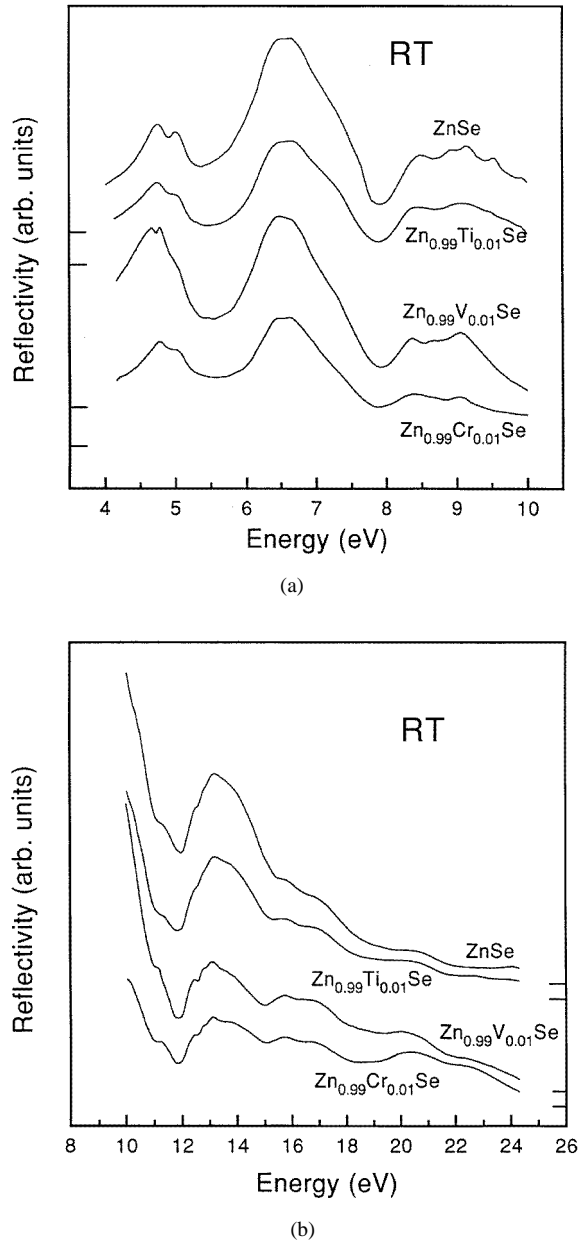 RT
ZnSe
Zn0.99Ti0.01Se
Zn0.99V0.01Se
Zn0.99Cr0.01Se
Reflectivity (arb. units)
4 5 6 7 8 9 10
Energy (eV)
(a)
RT
ZnSe
Zn0.99Ti0.01Se
Zn0.99V0.01Se
Zn0.99Cr0.01Se
Reflectivity (arb. units)
8 10 12 14 16 18 20 22 24 26
Energy (eV)
(b)